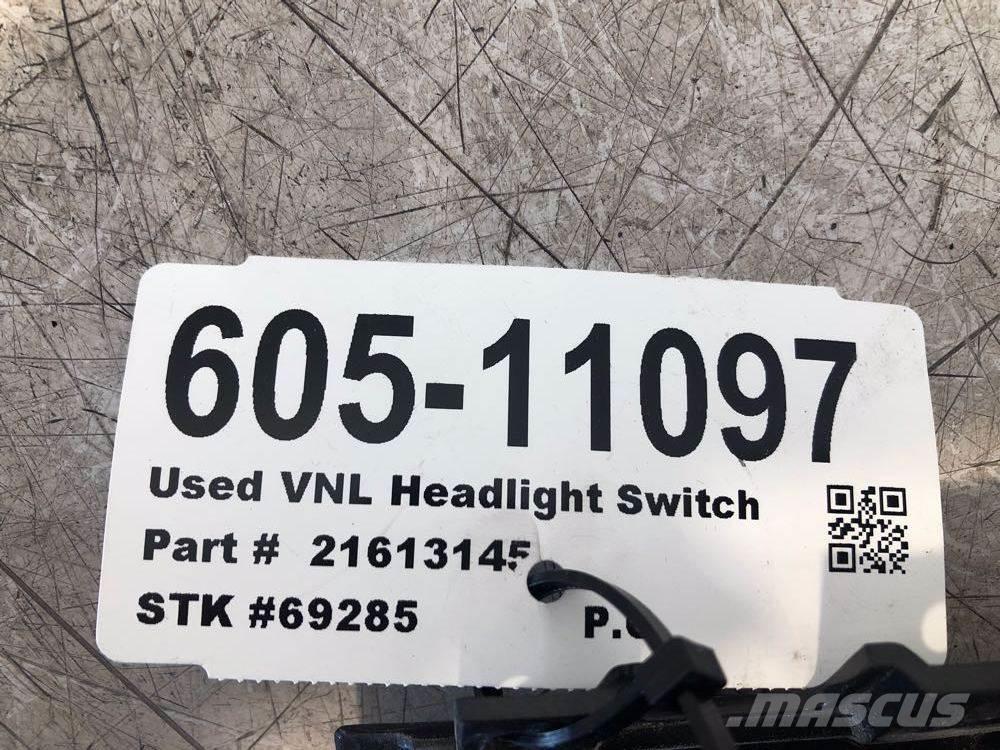 605-11097
Used VNL Headlight Switch
Part # 21613145
STK #69285
MASCUS